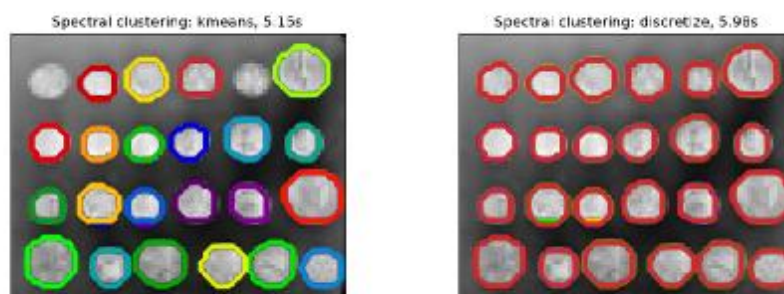 Spectral clustering: kmeans, 5.15s
Spectral clustering: discretize, 5.98s